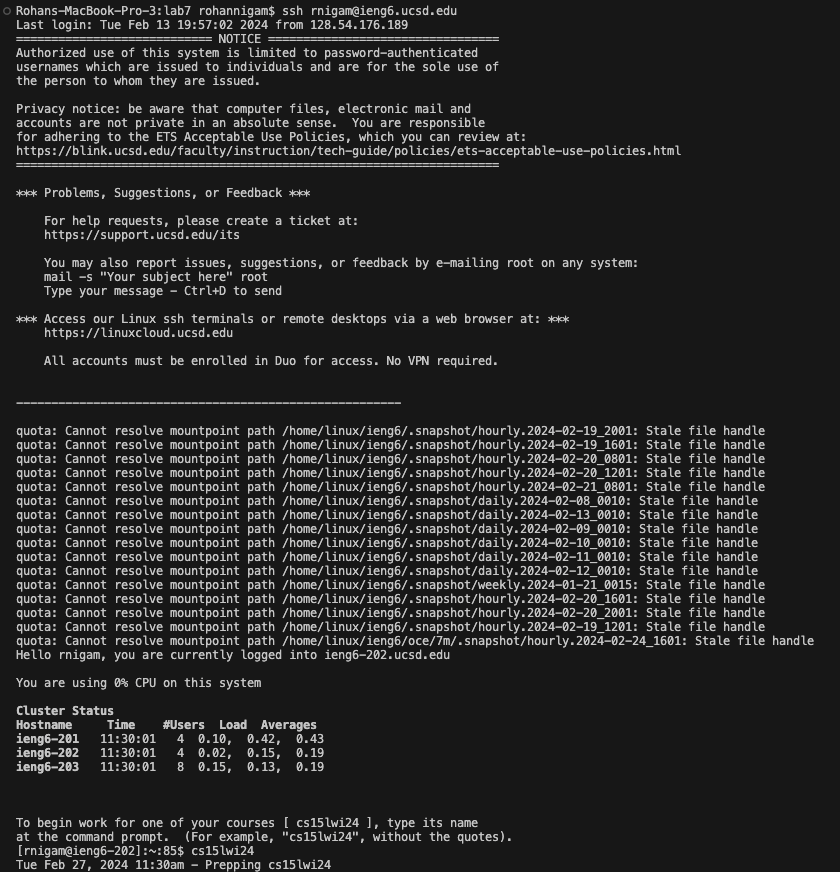 Rohans-MacBook-Pro-3:lab7 rohannigam$ ssh rnigam@ieng6.ucsd.edu
Last login: Tue Feb 13 19:57:02 2024 from 128.54.176.189
============================ NOTICE =================================
Authorized use of this system is limited to password-authenticated
usernames which are issued to individuals and are for the sole use of
the person to whom they are issued.

Privacy notice: be aware that computer files, electronic mail and
accounts are not private in an absolute sense.  You are responsible
for adhering to the ETS Acceptable Use Policies, which you can review at:
https://blink.ucsd.edu/faculty/instruction/tech-guide/policies/ets-acceptable-use-policies.html
=====================================================================

*** Problems, Suggestions, or Feedback ***

    For help requests, please create a ticket at:
    https://support.ucsd.edu/its

    You may also report issues, suggestions, or feedback by e-mailing root on any system:
    mail -s "Your subject here" root
    Type your message - Ctrl+D to send

*** Access our Linux ssh terminals or remote desktops via a web browser at: ***
    https://linuxcloud.ucsd.edu

    All accounts must be enrolled in Duo for access. No VPN required.


-------------------------------------------------------

quota: Cannot resolve mountpoint path /home/linux/ieng6/.snapshot/hourly.2024-02-19_2001: Stale file handle
quota: Cannot resolve mountpoint path /home/linux/ieng6/.snapshot/hourly.2024-02-19_1601: Stale file handle
quota: Cannot resolve mountpoint path /home/linux/ieng6/.snapshot/hourly.2024-02-20_0801: Stale file handle
quota: Cannot resolve mountpoint path /home/linux/ieng6/.snapshot/hourly.2024-02-20_1201: Stale file handle
quota: Cannot resolve mountpoint path /home/linux/ieng6/.snapshot/hourly.2024-02-21_0801: Stale file handle
quota: Cannot resolve mountpoint path /home/linux/ieng6/.snapshot/daily.2024-02-08_0010: Stale file handle
quota: Cannot resolve mountpoint path /home/linux/ieng6/.snapshot/daily.2024-02-13_0010: Stale file handle
quota: Cannot resolve mountpoint path /home/linux/ieng6/.snapshot/daily.2024-02-09_0010: Stale file handle
quota: Cannot resolve mountpoint path /home/linux/ieng6/.snapshot/daily.2024-02-10_0010: Stale file handle
quota: Cannot resolve mountpoint path /home/linux/ieng6/.snapshot/daily.2024-02-11_0010: Stale file handle
quota: Cannot resolve mountpoint path /home/linux/ieng6/.snapshot/daily.2024-02-12_0010: Stale file handle
quota: Cannot resolve mountpoint path /home/linux/ieng6/.snapshot/weekly.2024-01-21_0015: Stale file handle
quota: Cannot resolve mountpoint path /home/linux/ieng6/.snapshot/hourly.2024-02-20_1601: Stale file handle
quota: Cannot resolve mountpoint path /home/linux/ieng6/.snapshot/hourly.2024-02-20_2001: Stale file handle
quota: Cannot resolve mountpoint path /home/linux/ieng6/.snapshot/hourly.2024-02-19_1201: Stale file handle
quota: Cannot resolve mountpoint path /home/linux/ieng6/oce/7m/.snapshot/hourly.2024-02-24_1601: Stale file handle
Hello rnigam, you are currently logged into ieng6-202.ucsd.edu

You are using 0% CPU on this system

Cluster Status
Hostname     Time    #Users  Load  Averages
ieng6-201   11:30:01   4  0.10,  0.42,  0.43
ieng6-202   11:30:01   4  0.02,  0.15,  0.19
ieng6-203   11:30:01   8  0.15,  0.13,  0.19



To begin work for one of your courses [ cs15lwi24 ], type its name
at the command prompt.  (For example, "cs15lwi24", without the quotes).
[rnigam@ieng6-202]:~:85$ cs15lwi24
Tue Feb 27, 2024 11:30am - Prepping cs15lwi24